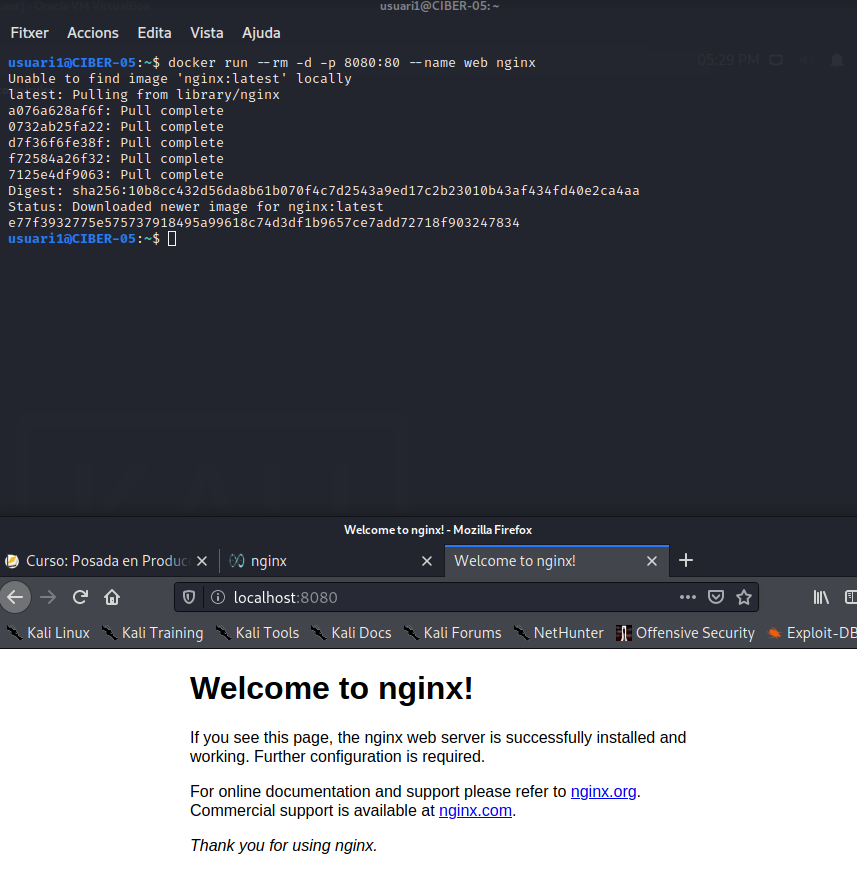 usuari1@CIBER-05: ~
Fitxer Accions Edita Vista Ajuda
usuari1@CIBER-05:~$ docker run --rm -d -p 8080:80 --name web nginx
05:29 PM
Unable to find image 'nginx:latest' locally
latest: Pulling from library/nginx
a076a628af6f: Pull complete
0732ab25fa22: Pull complete
d7f36f6fe38f: Pull complete
f72584a26f32: Pull complete
7125e4df9063: Pull complete
Digest: sha256:10b8cc432d56da8b61b070f4c7d2543a9ed17c2b23010b43af434fd40e2ca4aa
Status: Downloaded newer image for nginx:latest
e77f3932775e575737918495a99618c74d3df1b9657ce7add72718f903247834
usuari1@CIBER-05:~$
Welcome to nginx! - Mozilla Firefox
Curso: Posada en Produc nginx Welcome to nginx!
localhost:8080
Kali Linux Kali Training Kali Tools Kali Docs Kali Forums NetHunter Offensive Security Exploit-DB
Welcome to nginx!
If you see this page, the nginx web server is successfully installed and
working. Further configuration is required.
For online documentation and support please refer to nginx.org.
Commercial support is available at nginx.com.
Thank you for using nginx.